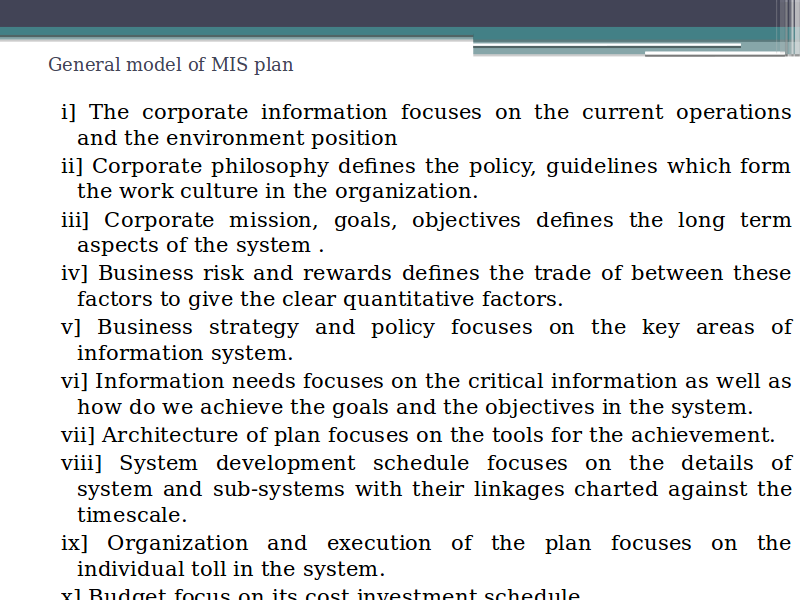 General model of MIS plan
i] The corporate information focuses on the current operations
and the environment position
ii] Corporate philosophy defines the policy, guidelines which form
the work culture in the organization.
iii] Corporate mission, goals, objectives defines the long term
aspects of the system .
iv] Business risk and rewards defines the trade of between these
factors to give the clear quantitative factors.
v] Business strategy and policy focuses on the key areas of
information system.
vi] Information needs focuses on the critical information as well as
how do we achieve the goals and the objectives in the system.
vii] Architecture of plan focuses on the tools for the achievement.
viii] System development schedule focuses on the details of
system and sub-systems with their linkages charted against the
timescale.
ix] Organization and execution of the plan focuses on the
individual toll in the system.
x] Budget focus on its cost investment schedule